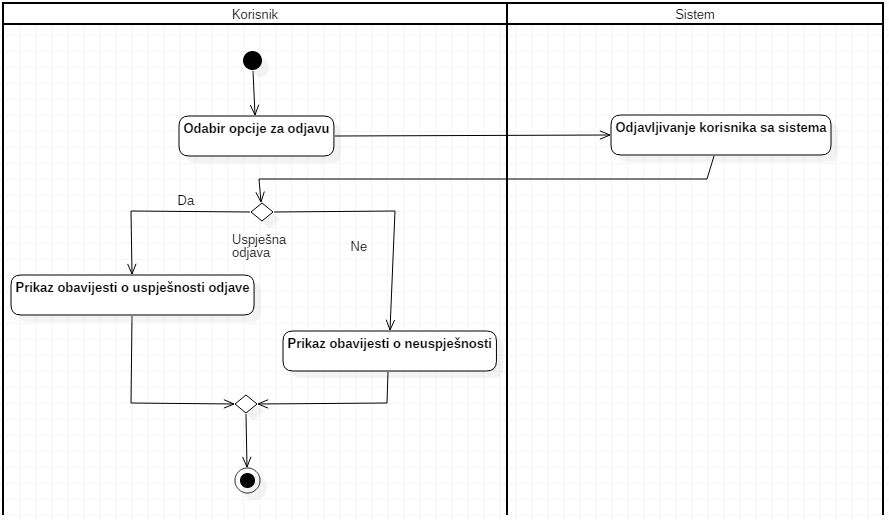 Korisnik
Sistem
Odabir opcije za odjavu
Odjavljivanje korisnika sa sistema
Da
Uspješna
odjava
Ne
Prikaz obavijesti o uspješnosti odjave
Prikaz obavijesti o neuspješnosti